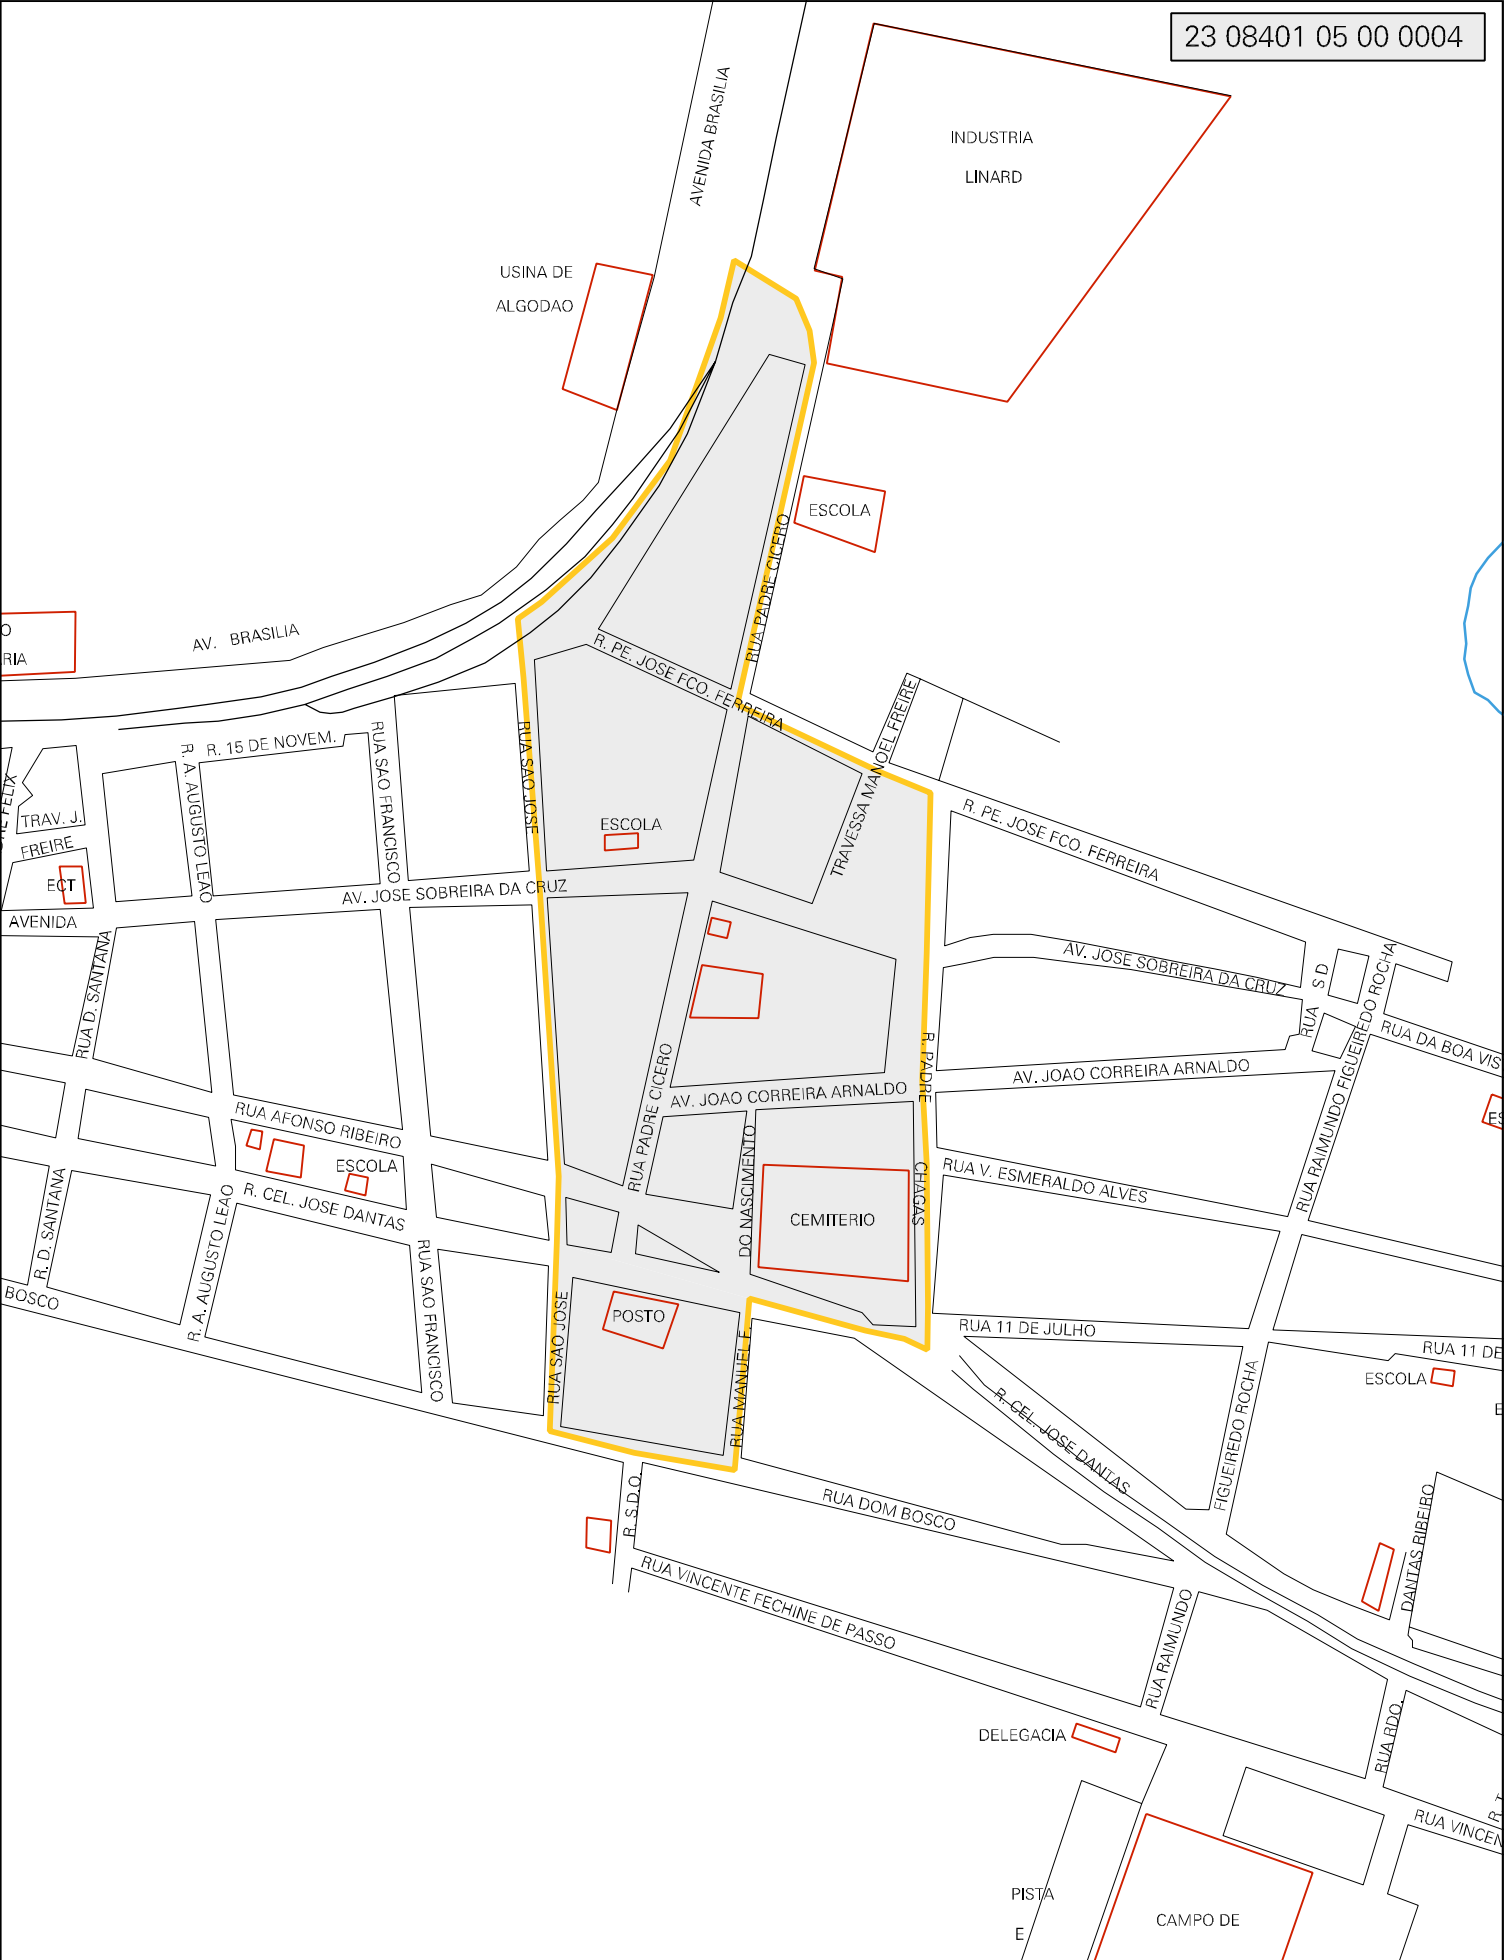 23 08401 05 00 0004
AVENIDA BRASILIA
INDUSTRIA
LINARD
USINA DE
ALGODAO
ESCOLA
RUA PADRE CICERO
O
RIA
AV. BRASILIA
R. PE. JOSE FCO. FERREIRA
TRAVESSA MANOEL FREIRE
RUA SAO JOSE
RUA SAO FRANCISCO
R. 15 DE NOVEM.
R. A. AUGUSTO LEAO
FELIX
TRAV. J.
FREIRE
ECT
AVENIDA
ESCOLA
AV. JOSE SOBREIRA DA CRUZ
R. PE. JOSE FCO. FERREIRA
AV. JOSE SOBREIRA DA CRUZ
RUA S D
RUA RAIMUNDO FIGUEIREDO ROCHA
RUA DA BOA VIS
ES
RUA D. SANTANA
RUA PADRE CICERO
R. PADRE
CHAGAS
AV. JOAO CORREIRA ARNALDO
AV. JOAO CORREIRA ARNALDO
RUA AFONSO RIBEIRO
ESCOLA
R. CEL. JOSE DANTAS
DO NASCIMENTO
CEMITERIO
RUA V. ESMERALDO ALVES
R. D. SANTANA
R. A. AUGUSTO LEAO
RUA SAO FRANCISCO
BOSCO
RUA SAO JOSE
POSTO
RUA MANUEL F.
RUA 11 DE JULHO
RUA 11 DE
ESCOLA
E
R. CEL. JOSE DANTAS
FIGUEIREDO ROCHA
R. S.D.O.
RUA DOM BOSCO
DANTAS RIBEIRO
RUA VINCENTE FECHINE DE PASSO
RUA RAIMUNDO
DELEGACIA
RUA RDO.
R. T
RUA VINCEN
PISTA
E
CAMPO DE